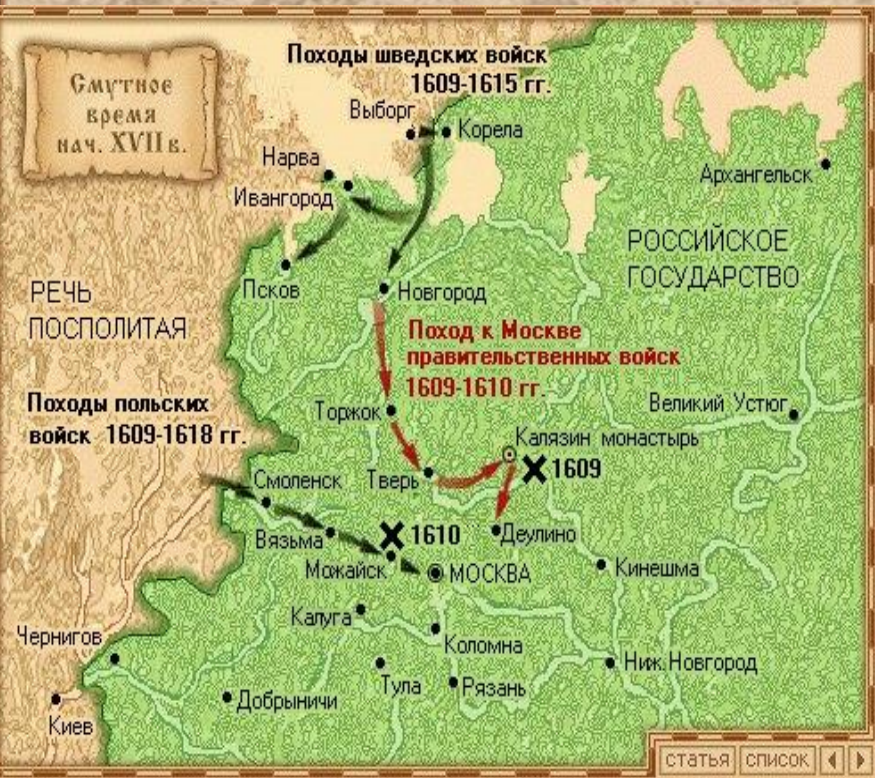 Смутное
время
нач. XVII в.
Походы шведских войск
1609-1615 гг.
Выборг
Корела
Нарва
Ивангород
Архангельск
РОССИЙСКОЕ
ГОСУДАРСТВО
Псков
Новгород
РЕЧЬ
ПОСПОЛИТАЯ
Поход к Москве
правительственных войск
1609-1610 гг.
Походы польских
войск 1609-1618 гг.
Торжок
Великий Устюг
Калязин монастырь
1609
Смоленск
Тверь
Вязьма
1610
Деулино
Можайск
МОСКВА
Кинешма
Калуга
Чернигов
Коломна
Ниж.Новгород
Тула
Рязань
Добрыничи
Киев
статья список